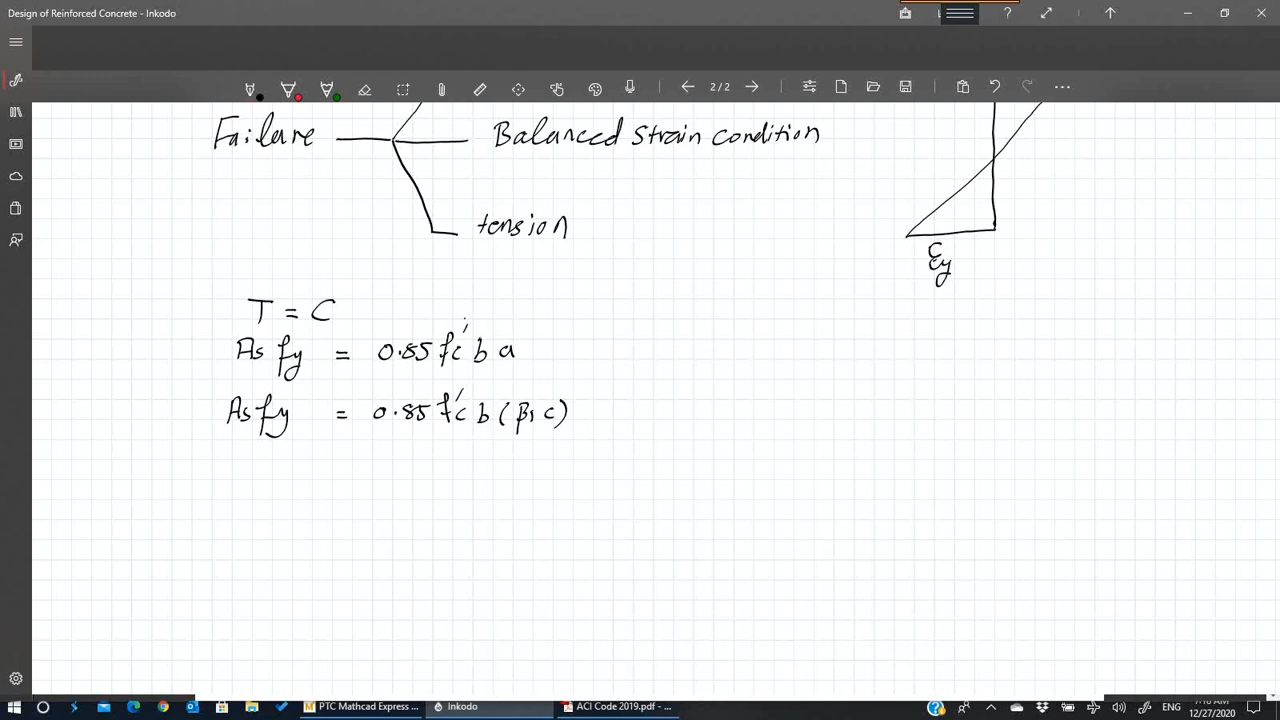 Design of Reinforced Concrete - Inkodo
2/2
Failure
Balanced strain condition
tension
εy
T = C
As fy = 0.85 fc' b a
As fy = 0.85 f'c b (β1 c)
PTC Mathcad Express ...
Inkodo
ACI Code 2019.pdf - ...
ENG
12/27/2020